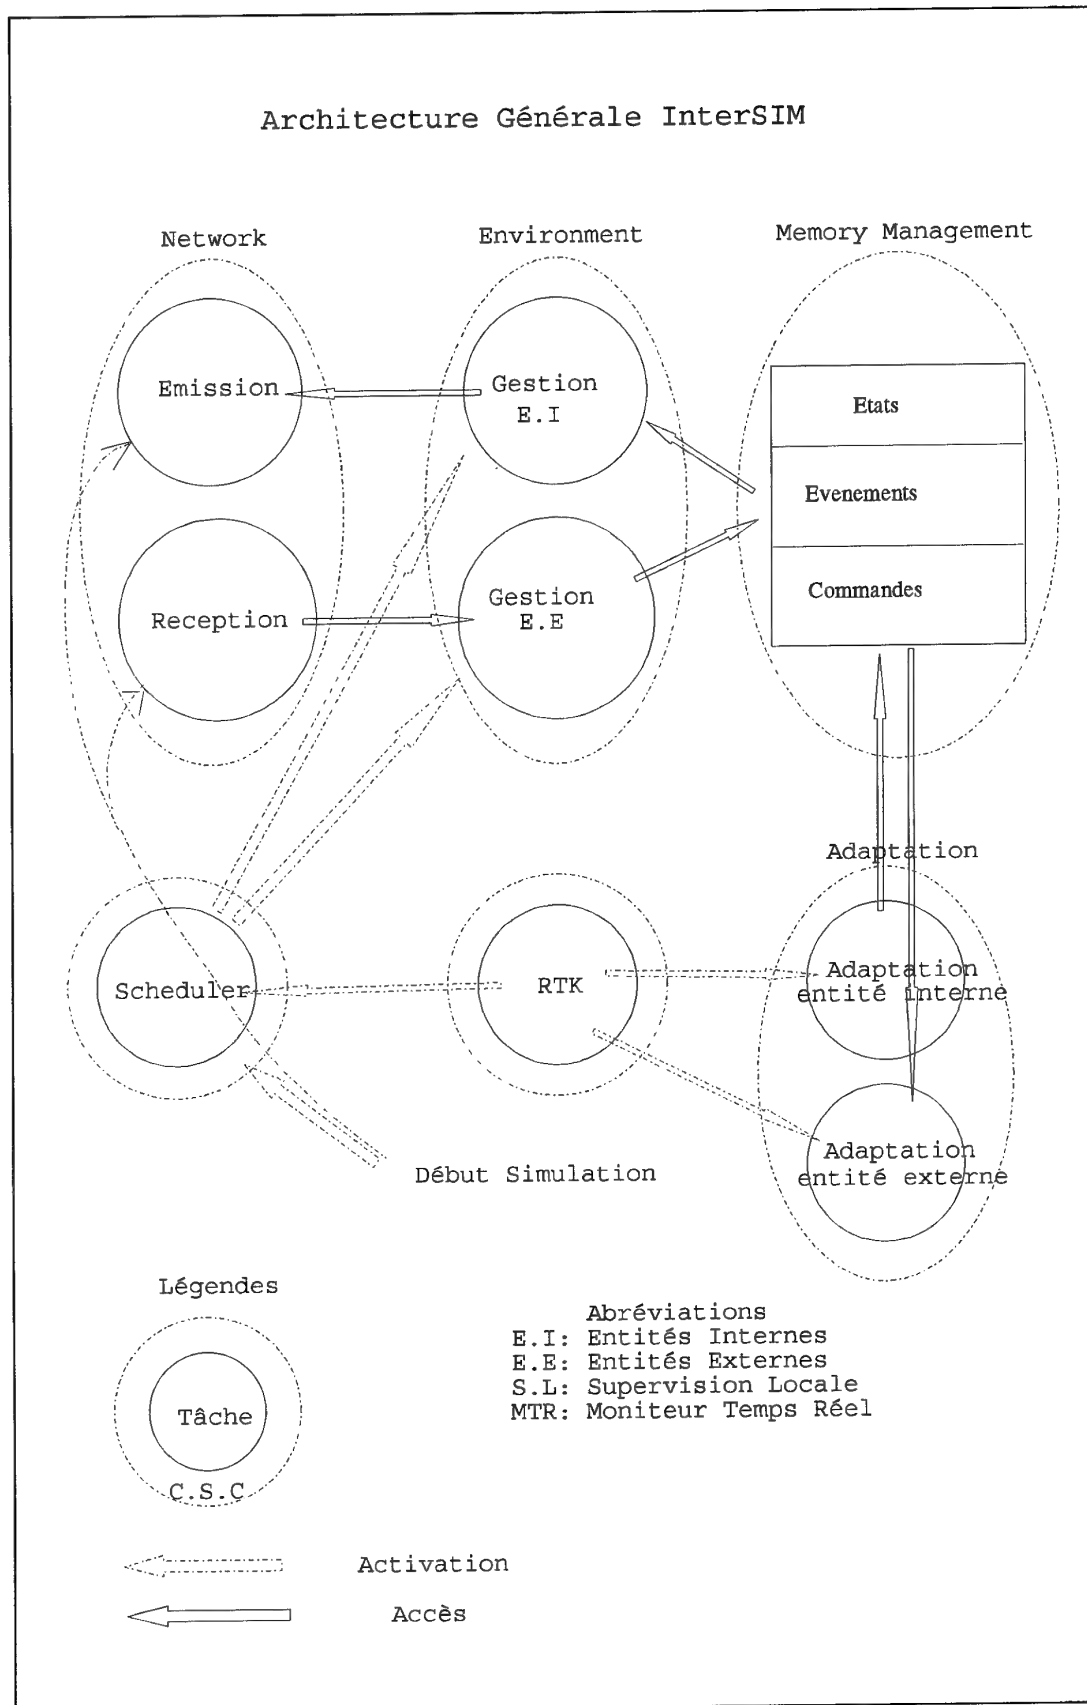 Architecture Générale InterSIM
Network
Environment
Memory Management
Emission
Gestion
E.I
Etats
Evenements
Commandes
Reception
Gestion
E.E
Adaptation
Scheduler
RTK
Adaptation
entité interne
Adaptation
entité externe
Début Simulation
Légendes
Tâche
C.S.C
Abréviations
E.I: Entités Internes
E.E: Entités Externes
S.L: Supervision Locale
MTR: Moniteur Temps Réel
Activation
Accès